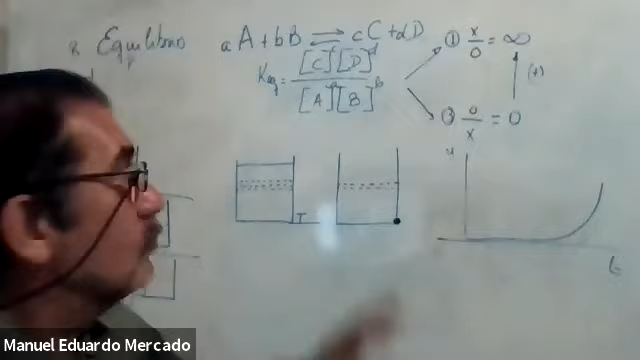 Equilibrio
aA + bB ⇌ cC + dD
① x/0 = ∞
Keq = [C]^c [D]^d / [A]^a [B]^b
(+)
② 0/x = 0
T
Manuel Eduardo Mercado